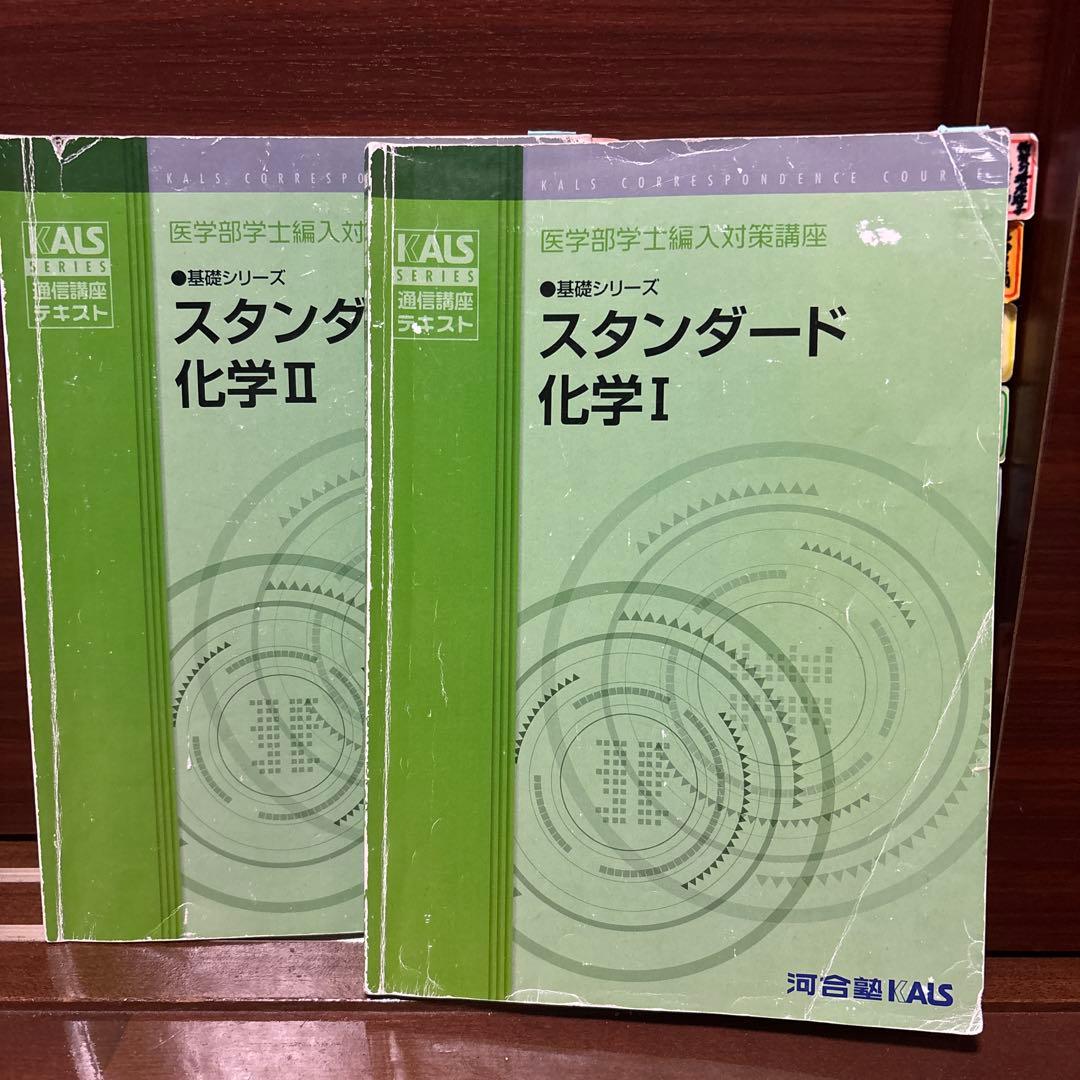 KALS CORRESPO
KALS
SERIES
通信講座
テキスト
医学部学士編入対
●基礎シリーズ
スタンダ
化学II
KALS CORRESPONDENCE COURSE
KALS
SERIES
通信講座
テキスト
医学部学士編入対策講座
●基礎シリーズ
スタンダード
化学I
河合塾KALS